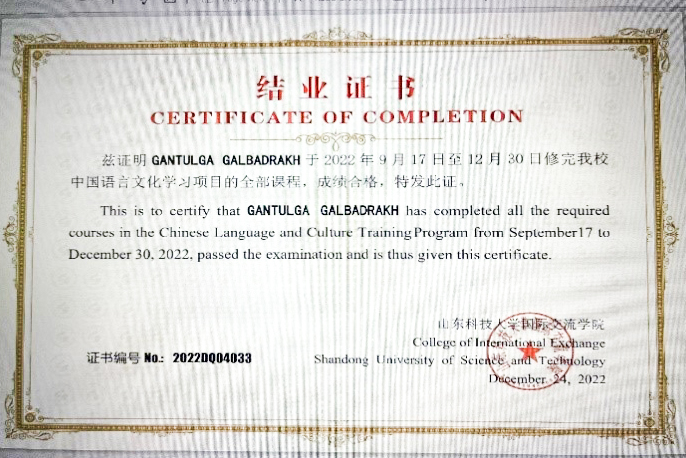 结业证书
CERTIFICATE OF COMPLETION
兹证明 GANTULGA GALBADRAKH 于 2022 年 9 月 17 日至 12 月 30 日修完我校
中国语言文化学习项目的全部课程，成绩合格，特发此证。
This is to certify that GANTULGA GALBADRAKH has completed all the required
courses in the Chinese Language and Culture Training Program from September17 to
December 30, 2022, passed the examination and is thus given this certificate.
山东科技大学国际交流学院
College of International Exchange
证书编号 No.: 2022DQ04033
Shandong University of Science and Technology
December 24, 2022